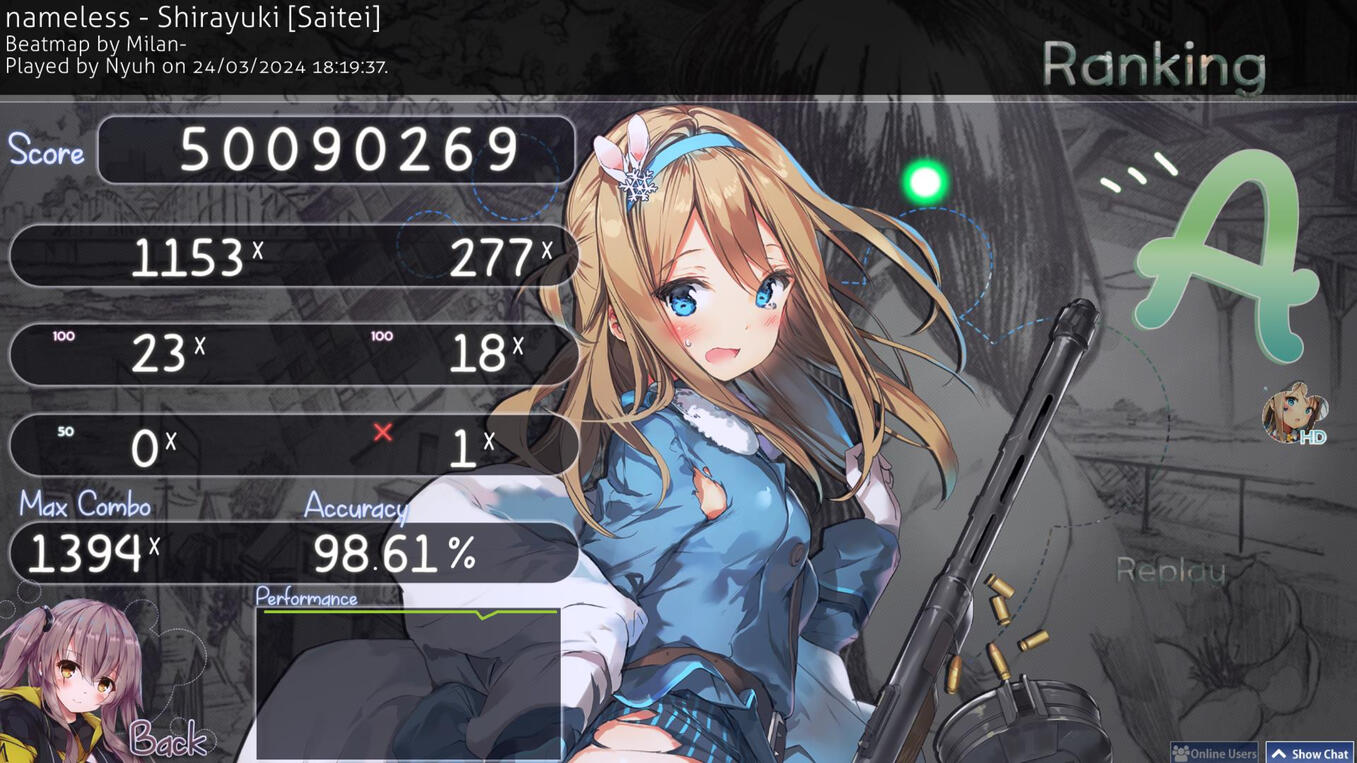 nameless - Shirayuki [Saitei]
Beatmap by Milan-
Played by Nyuh on 24/03/2024 18:19:37.
Ranking
Score 50090269
1153x 277x
100 23x 100 18x
50 0x X 1x
Max Combo Accuracy
1394x 98.61%
A
HD
Performance
Replay
Back
Online Users Show Chat